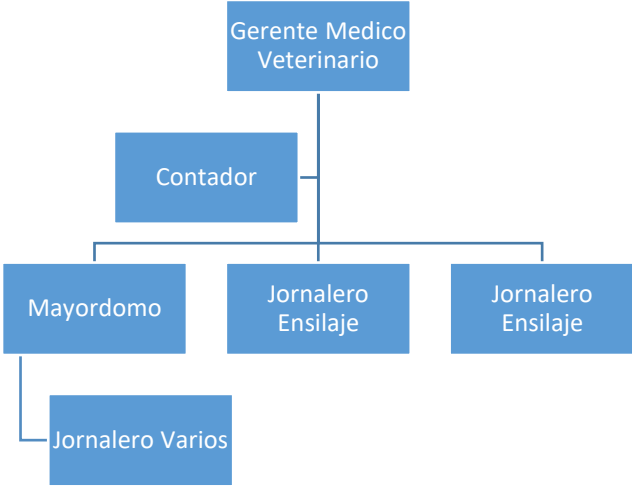 Gerente Medico
Veterinario
Contador
Mayordomo
Jornalero
Ensilaje
Jornalero
Ensilaje
Jornalero Varios